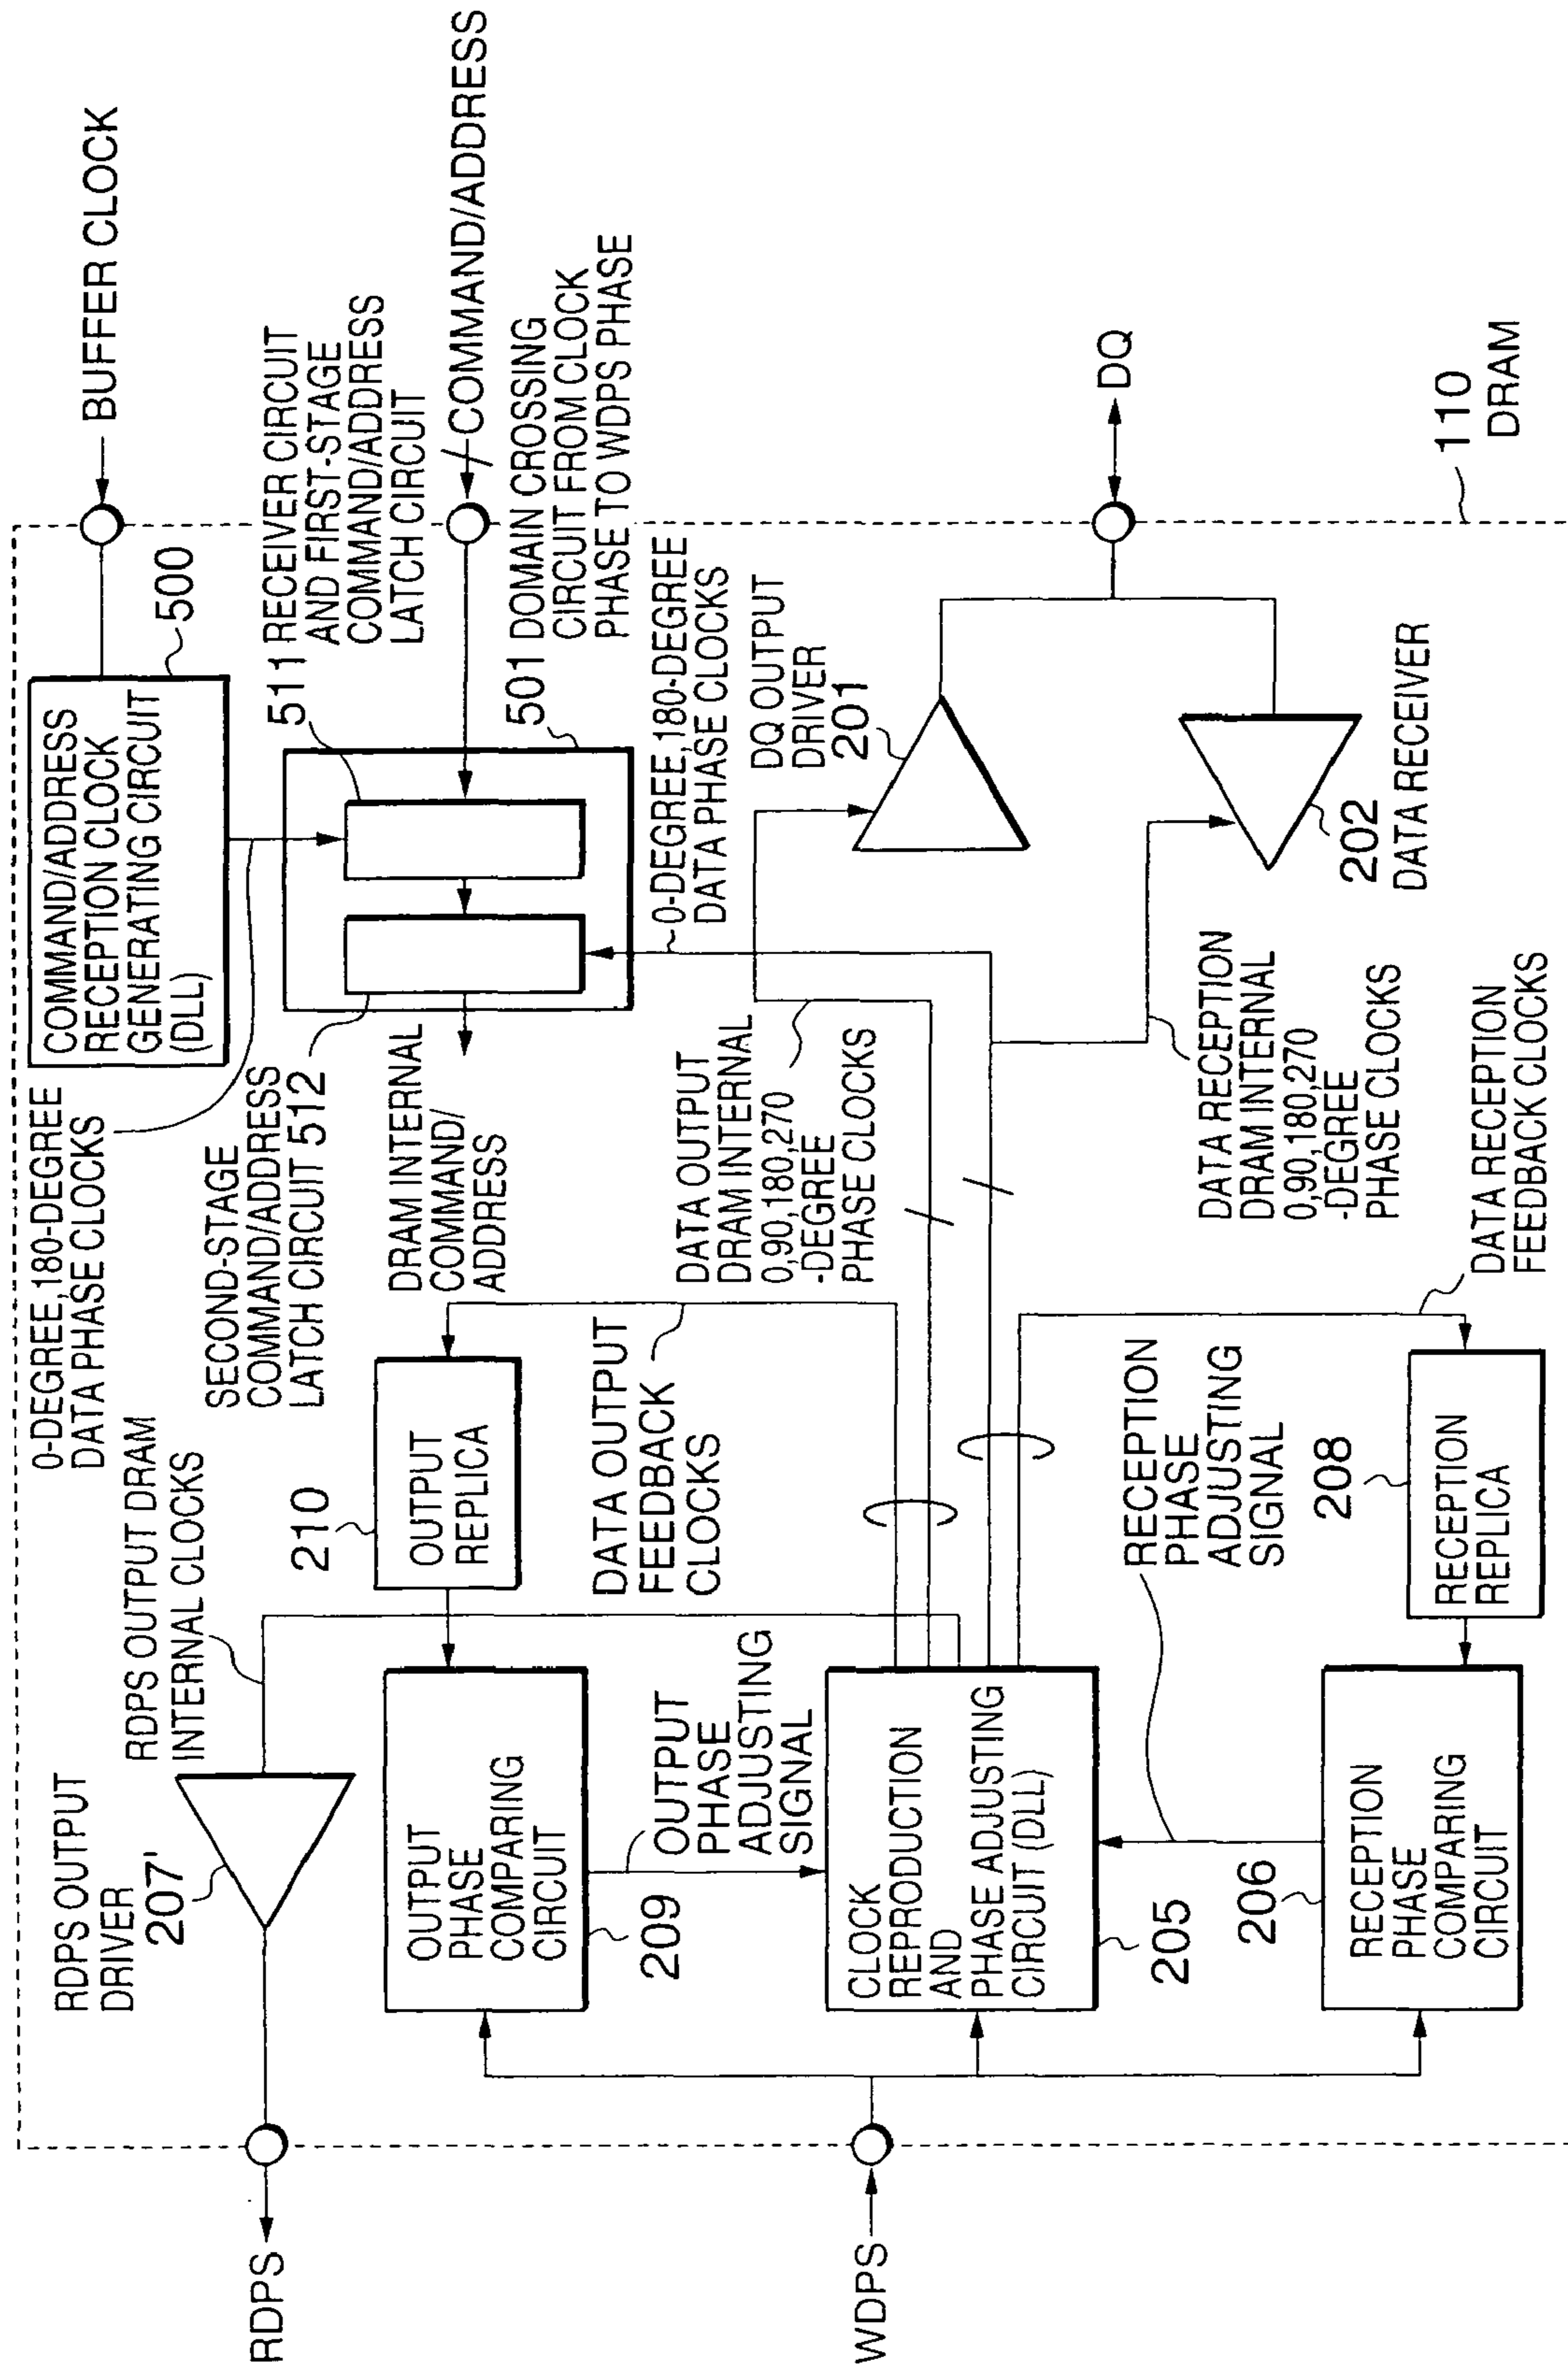 RDPS
WDPS
RDPS OUTPUT
DRIVER
207'
RDPS OUTPUT DRAM
INTERNAL CLOCKS
OUTPUT
PHASE
COMPARING
CIRCUIT
209
OUTPUT
PHASE
ADJUSTING
SIGNAL
CLOCK
REPRODUCTION
AND
PHASE ADJUSTING
CIRCUIT (DLL)
205
206
RECEPTION
PHASE
COMPARING
CIRCUIT
210
OUTPUT
REPLICA
DATA OUTPUT
FEEDBACK
CLOCKS
RECEPTION
PHASE
ADJUSTING
SIGNAL
208
RECEPTION
REPLICA
DATA RECEPTION
FEEDBACK CLOCKS
0-DEGREE,180-DEGREE
DATA PHASE CLOCKS
SECOND-STAGE
COMMAND/ADDRESS
LATCH CIRCUIT 512
DRAM INTERNAL
COMMAND/
ADDRESS
DATA OUTPUT
DRAM INTERNAL
0,90,180,270
-DEGREE
PHASE CLOCKS
DATA RECEPTION
DRAM INTERNAL
0,90,180,270
-DEGREE
PHASE CLOCKS
COMMAND/ADDRESS
RECEPTION CLOCK
GENERATING CIRCUIT
(DLL)
500
511 RECEIVER CIRCUIT
AND FIRST-STAGE
COMMAND/ADDRESS
LATCH CIRCUIT
501 DOMAIN CROSSING
CIRCUIT FROM CLOCK
PHASE TO WDPS PHASE
0-DEGREE,180-DEGREE
DATA PHASE CLOCKS
DQ OUTPUT
DRIVER
201
202
DATA RECEIVER
BUFFER CLOCK
COMMAND/ADDRESS
DQ
110
DRAM